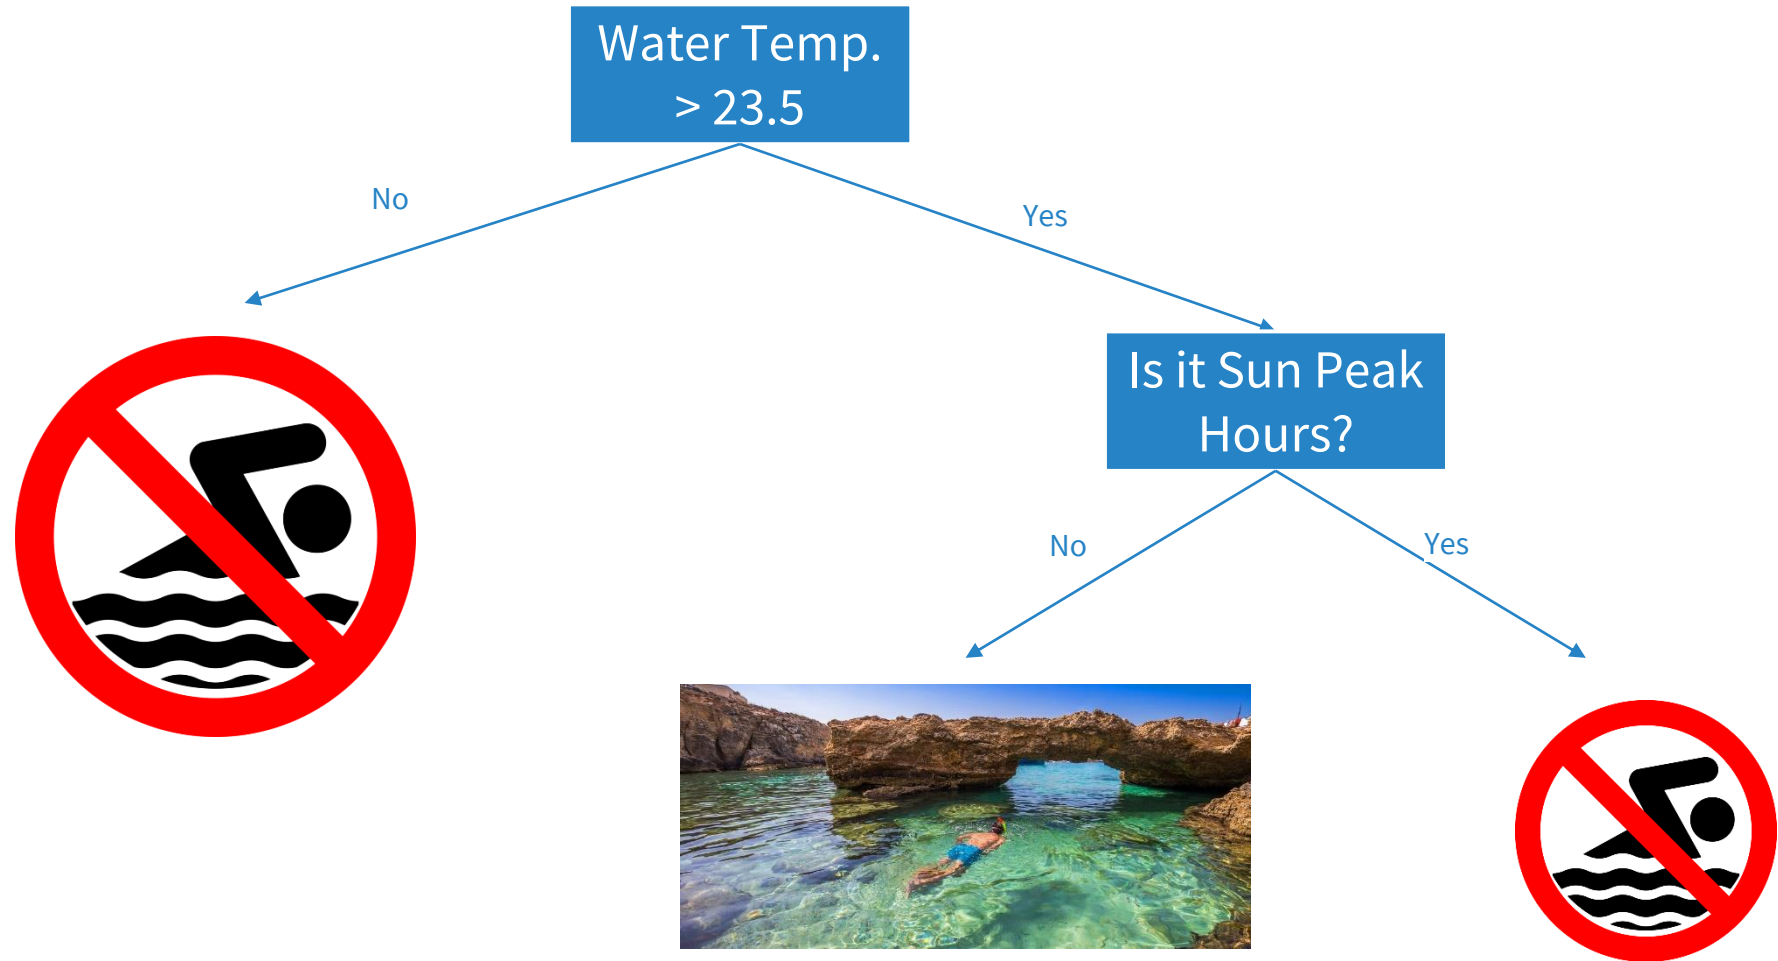 Water Temp.
> 23.5
No
Yes
Is it Sun Peak
Hours?
No
Yes